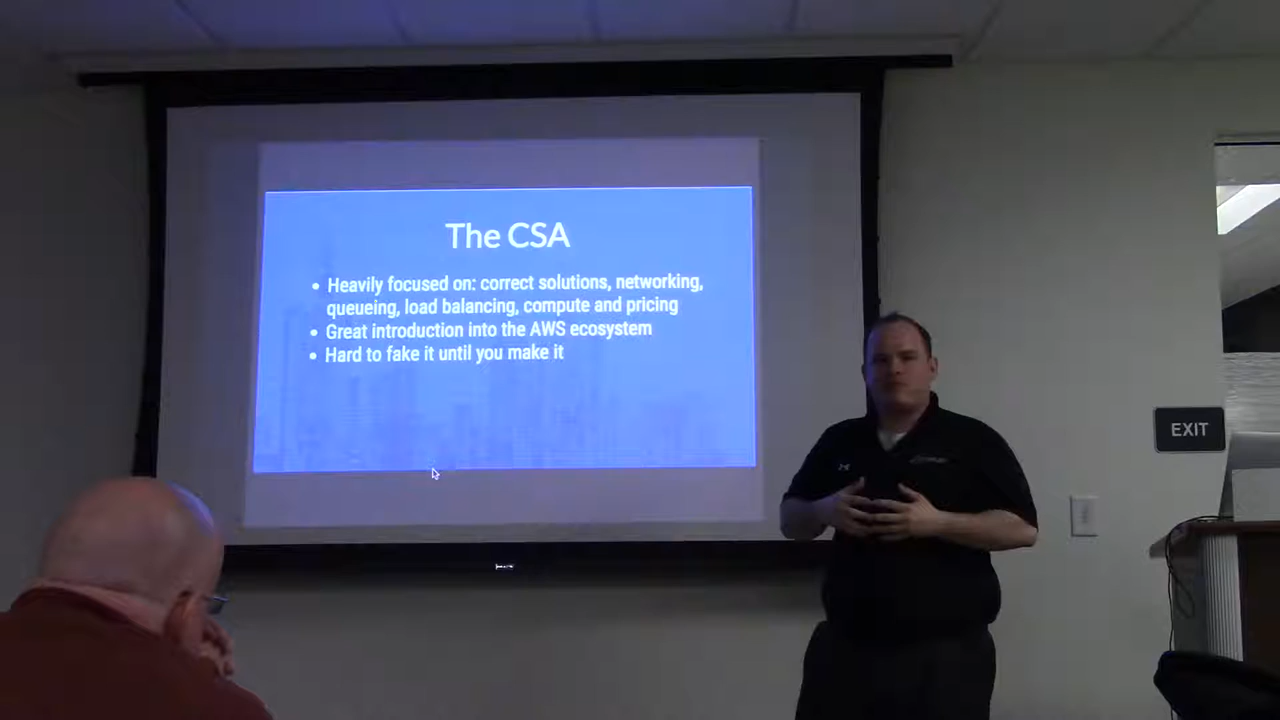 The CSA
• Heavily focused on: correct solutions, networking,
queueing, load balancing, compute and pricing
• Great introduction into the AWS ecosystem
• Hard to fake it until you make it
EXIT